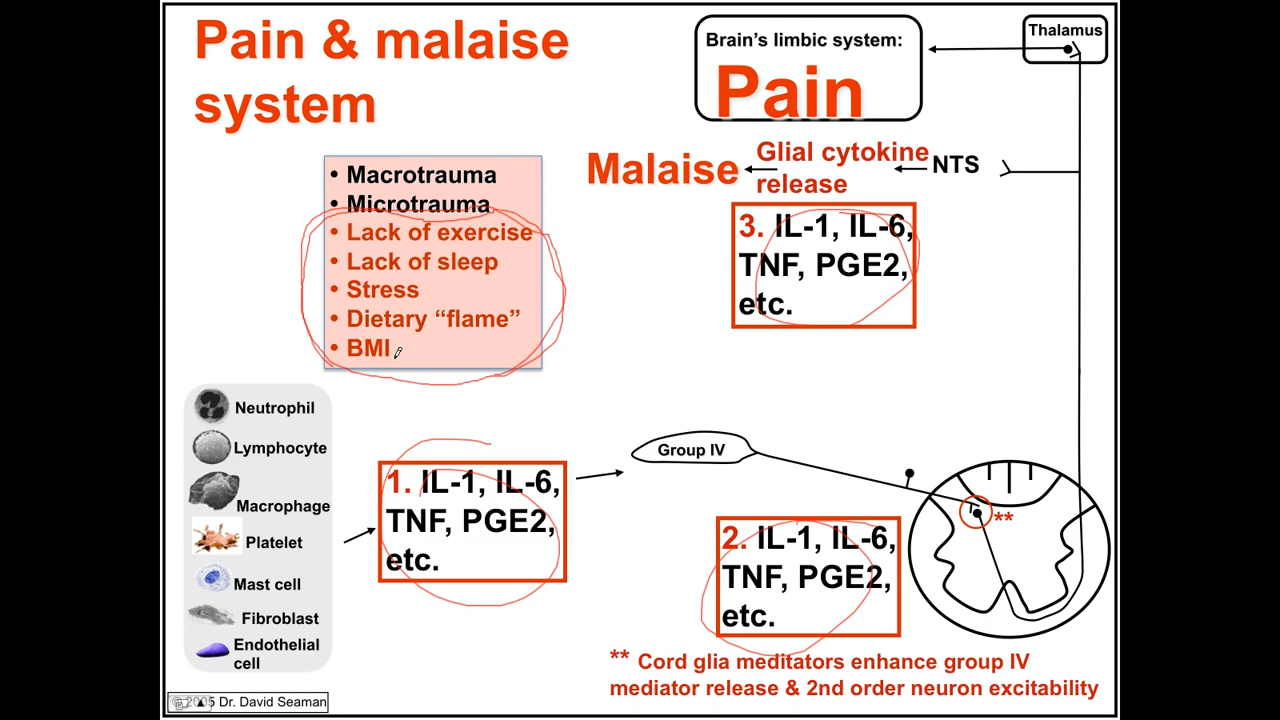 Pain & malaise
system
Brain's limbic system:
Pain
Thalamus
Malaise
Glial cytokine
release
NTS
• Macrotrauma
• Microtrauma
• Lack of exercise
• Lack of sleep
• Stress
• Dietary “flame”
• BMI
3. IL-1, IL-6,
TNF, PGE2,
etc.
Neutrophil
Lymphocyte
Macrophage
Platelet
Mast cell
Fibroblast
Endothelial
cell
1. IL-1, IL-6,
TNF, PGE2,
etc.
Group IV
**
2. IL-1, IL-6,
TNF, PGE2,
etc.
** Cord glia meditators enhance group IV
mediator release & 2nd order neuron excitability
© 2005 Dr. David Seaman